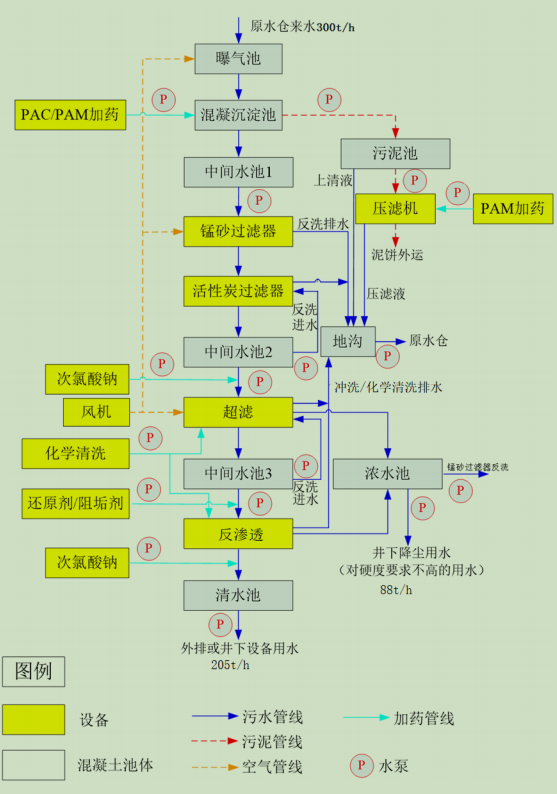 原水仓来水300t/h
曝气池
PAC/PAM加药
P
混凝沉淀池
P
污泥池
中间水池1
上清液
P
P
P
压滤机
PAM加药
锰砂过滤器
反洗排水
泥饼外运
活性炭过滤器
压滤液
反洗
进水
地沟
原水仓
中间水池2
P
次氯酸钠
P
P
P
冲洗/化学清洗排水
风机
超滤
化学清洗
P
中间水池3
P
浓水池
锰砂过滤器反洗
反洗
进水
P
还原剂/阻垢剂
P
P
P
反渗透
次氯酸钠
P
井下降尘用水
(对硬度要求不高的用水)
88t/h
清水池
P
外排或井下设备用水
205t/h
图例
设备
污水管线
加药管线
污泥管线
混凝土池体
空气管线
P
水泵